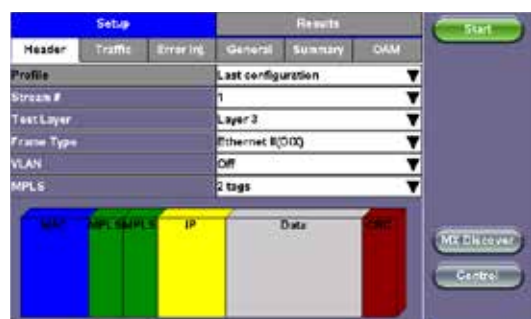 Setup Results
Header Traffic Error Inj. General Summary OAM
Profile Last configuration
Stream # 1
Test Layer Layer 3
Frame Type Ethernet II(DIX)
VLAN Off
MPLS 2 tags
MAC MPLS MPLS IP Data CRC
Start
MX Discover
Control